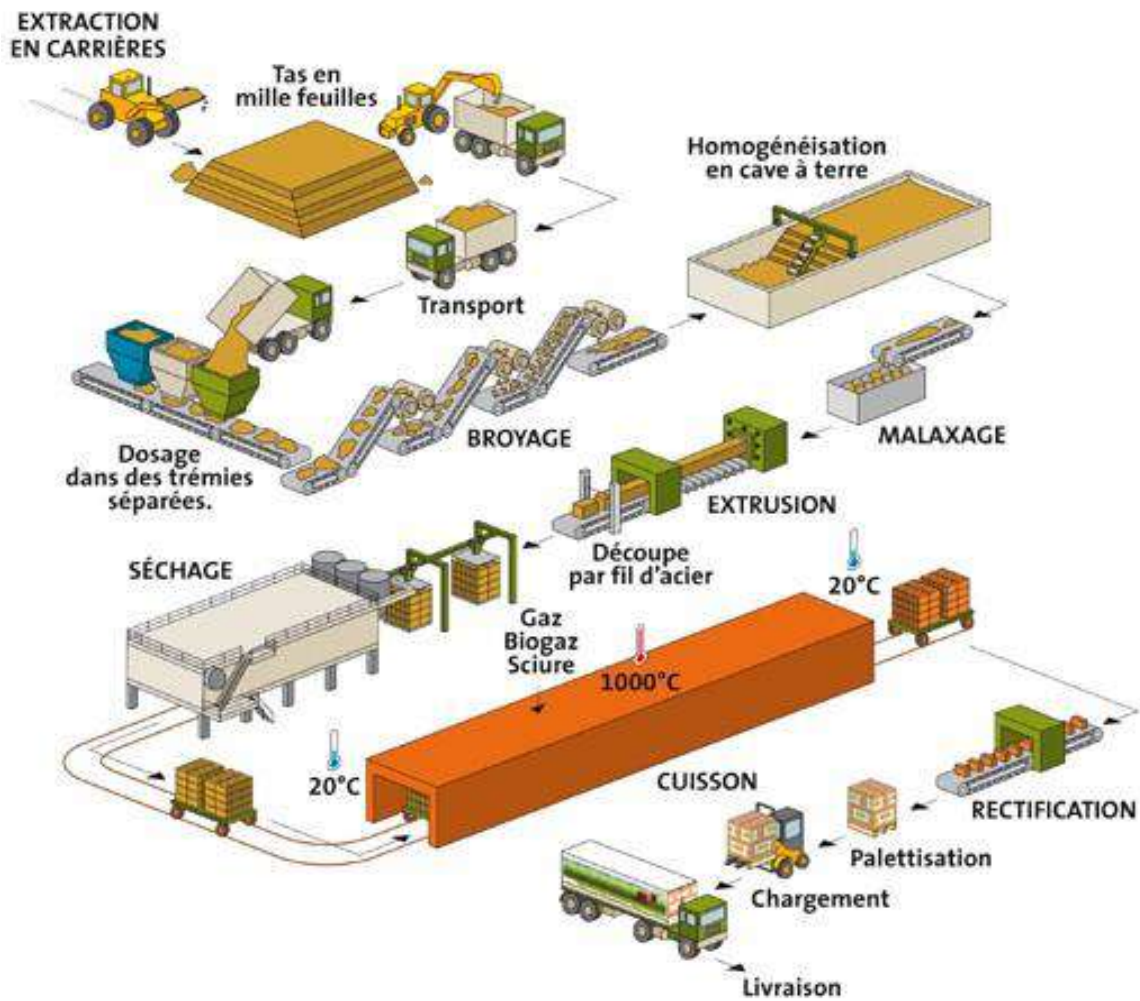 EXTRACTION
EN CARRIÈRES
Tas en
mille feuilles
Homogénéisation
en cave à terre
Transport
Dosage
dans des trémies
séparées.
BROYAGE
MALAXAGE
EXTRUSION
Découpe
par fil d'acier
SÉCHAGE
20°C
Gaz
Biogaz
Sciure
1000°C
20°C
CUISSON
RECTIFICATION
Palettisation
Chargement
Livraison